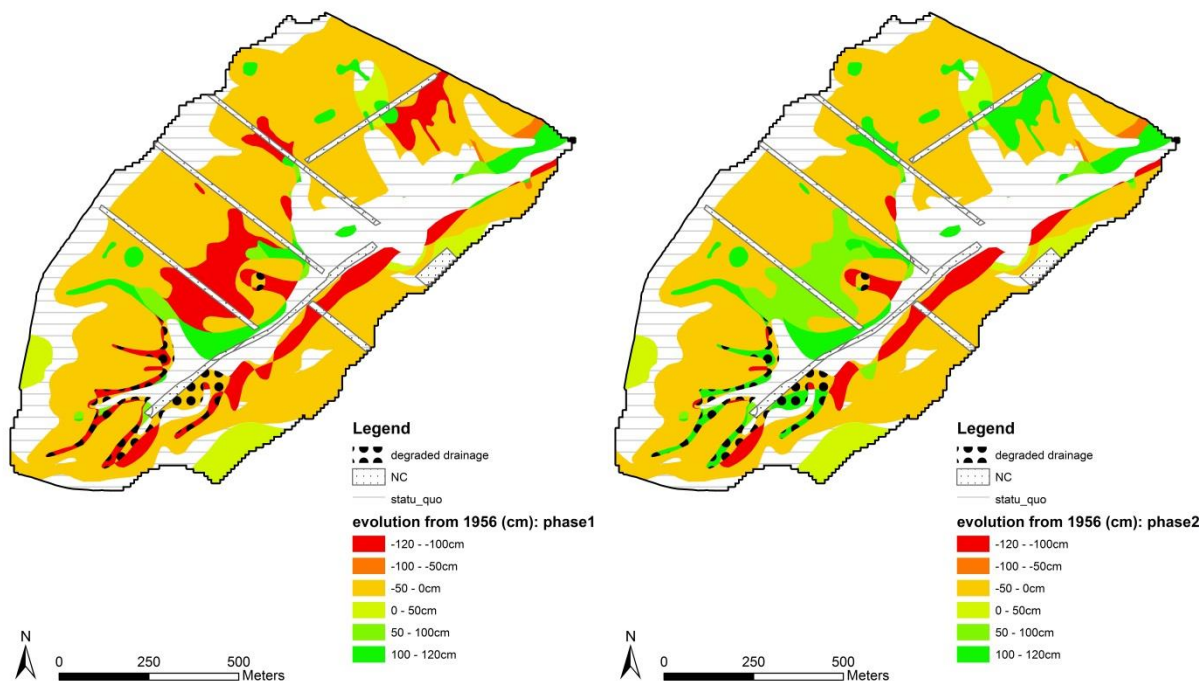 Legend
degraded drainage
NC
statu_quo
evolution from 1956 (cm): phase1
-120 - -100cm
-100 - -50cm
-50 - 0cm
0 - 50cm
50 - 100cm
100 - 120cm
N
0 250 500
Meters
Legend
degraded drainage
NC
statu_quo
evolution from 1956 (cm): phase2
-120 - -100cm
-100 - -50cm
-50 - 0cm
0 - 50cm
50 - 100cm
100 - 120cm
N
0 250 500
Meters